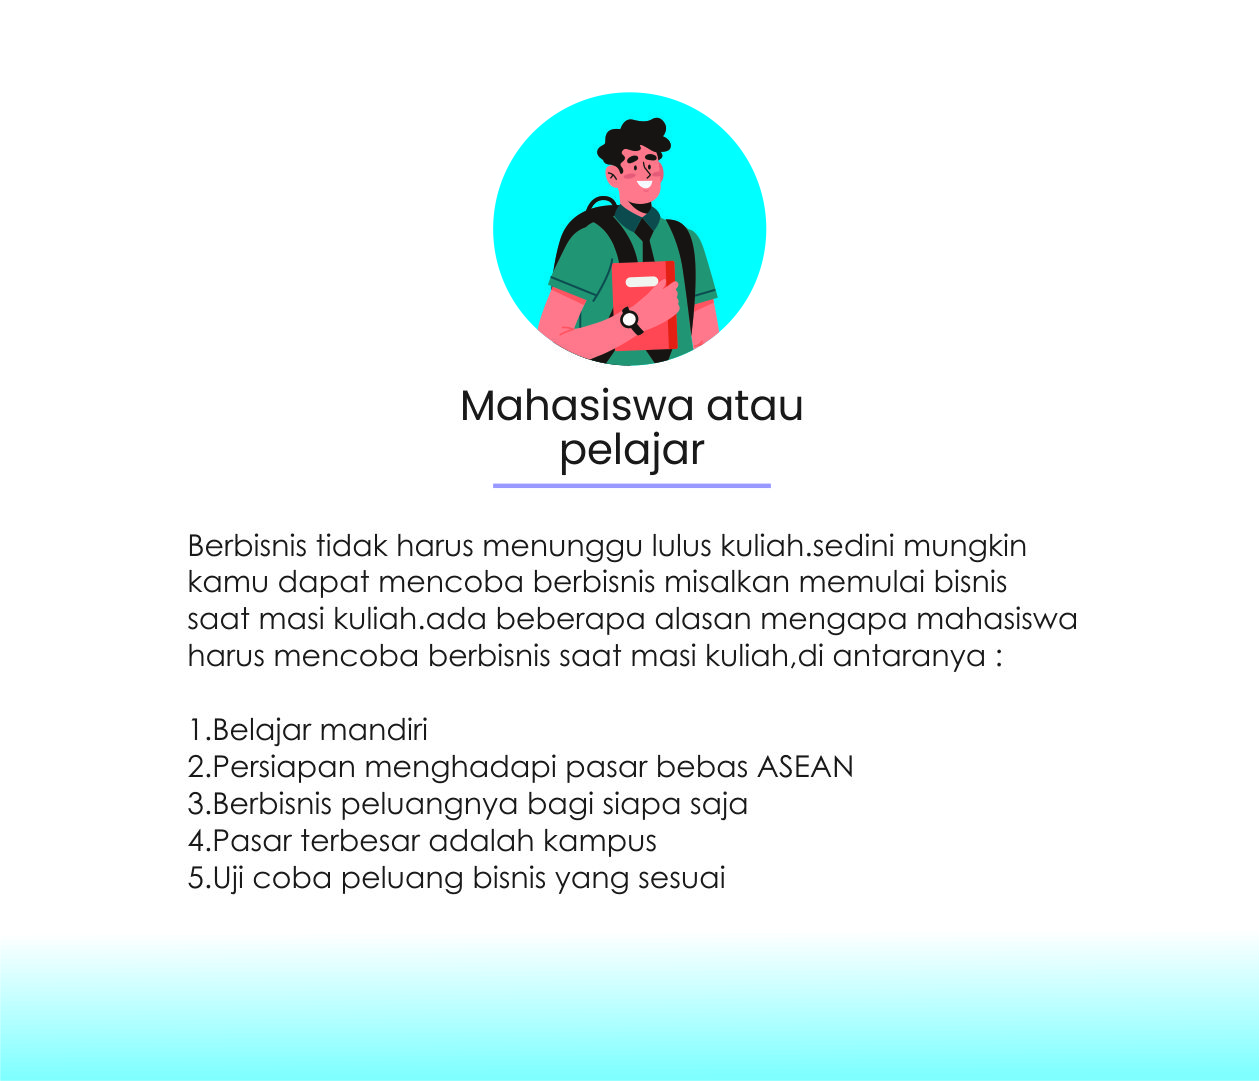 Mahasiswa atau
pelajar
Berbisnis tidak harus menunggu lulus kuliah.sedini mungkin
kamu dapat mencoba berbisnis misalkan memulai bisnis
saat masi kuliah.ada beberapa alasan mengapa mahasiswa
harus mencoba berbisnis saat masi kuliah,di antaranya :
1.Belajar mandiri
2.Persiapan menghadapi pasar bebas ASEAN
3.Berbisnis peluangnya bagi siapa saja
4.Pasar terbesar adalah kampus
5.Uji coba peluang bisnis yang sesuai